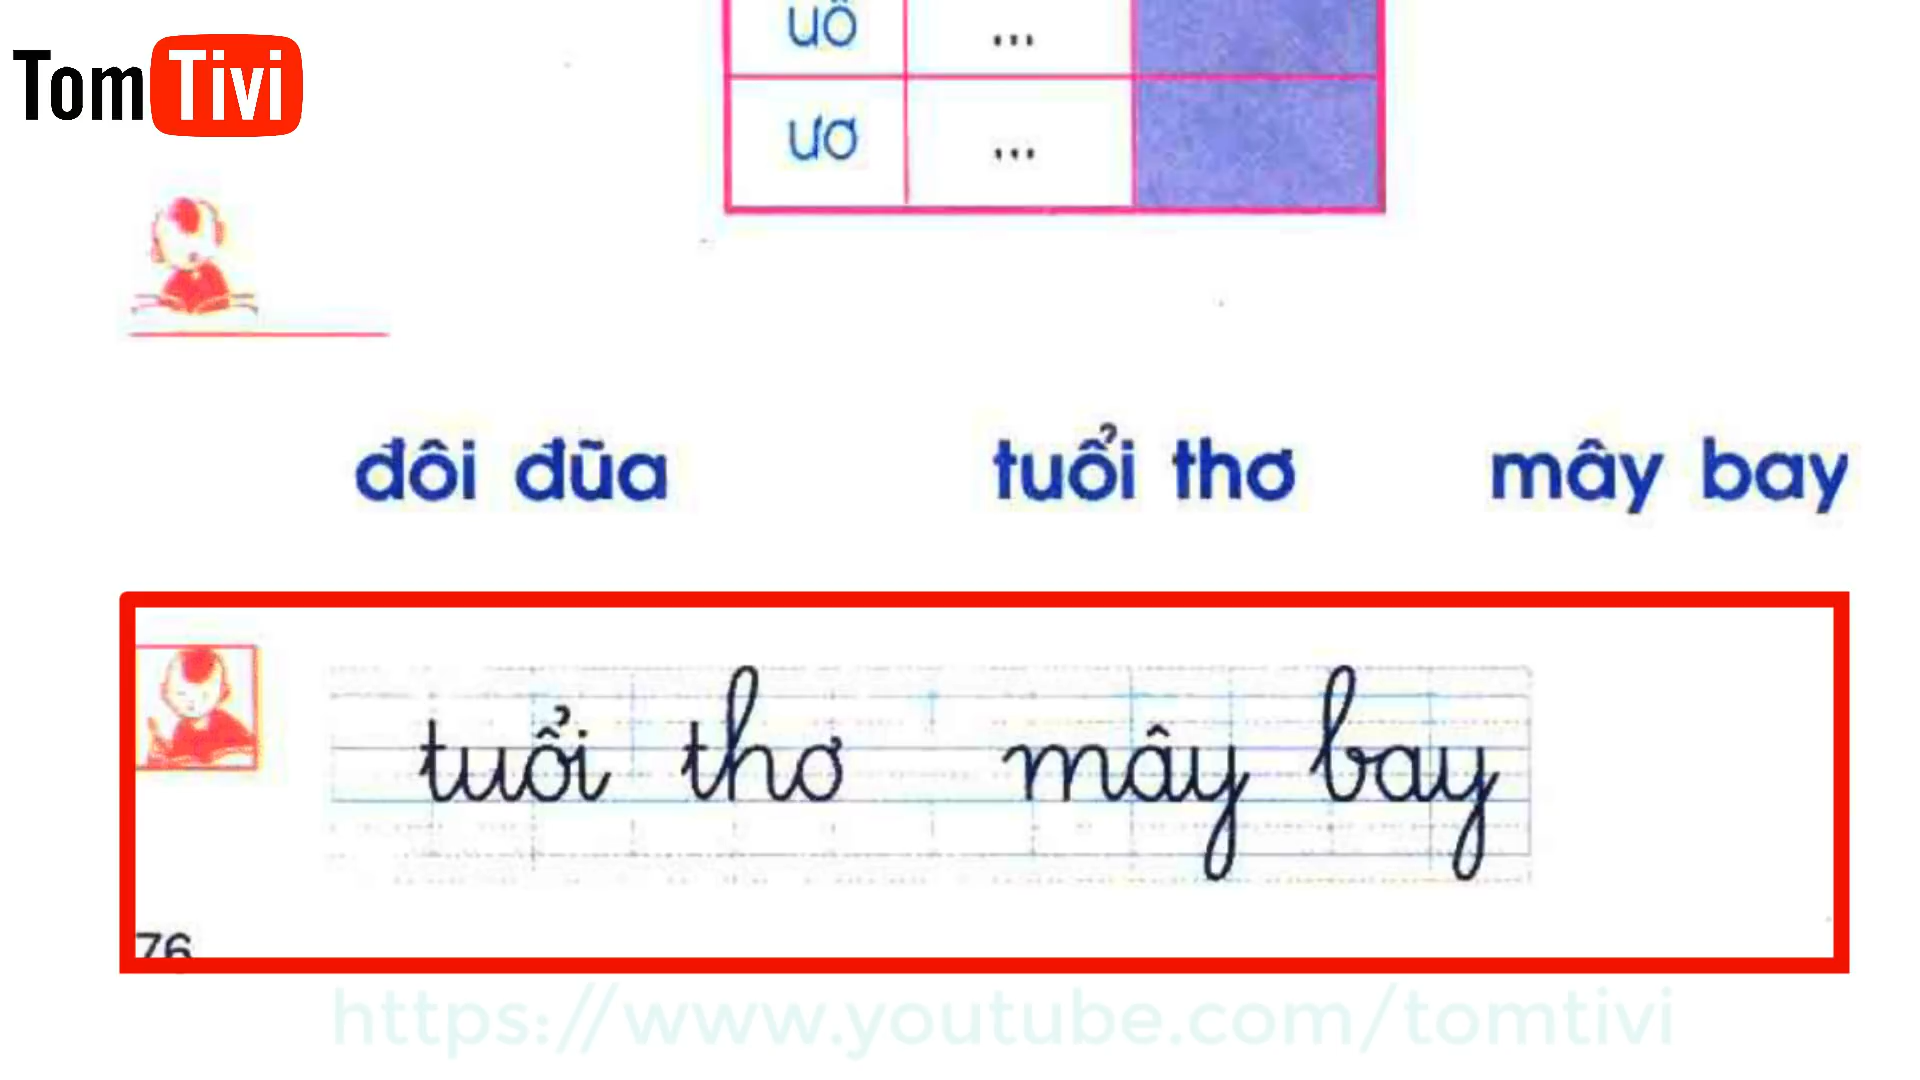 Tom Tivi
uô ...
ươ ...
đôi đũa tuổi thơ mây bay
tuổi thơ mây bay
76
https://www.youtube.com/tomtivi